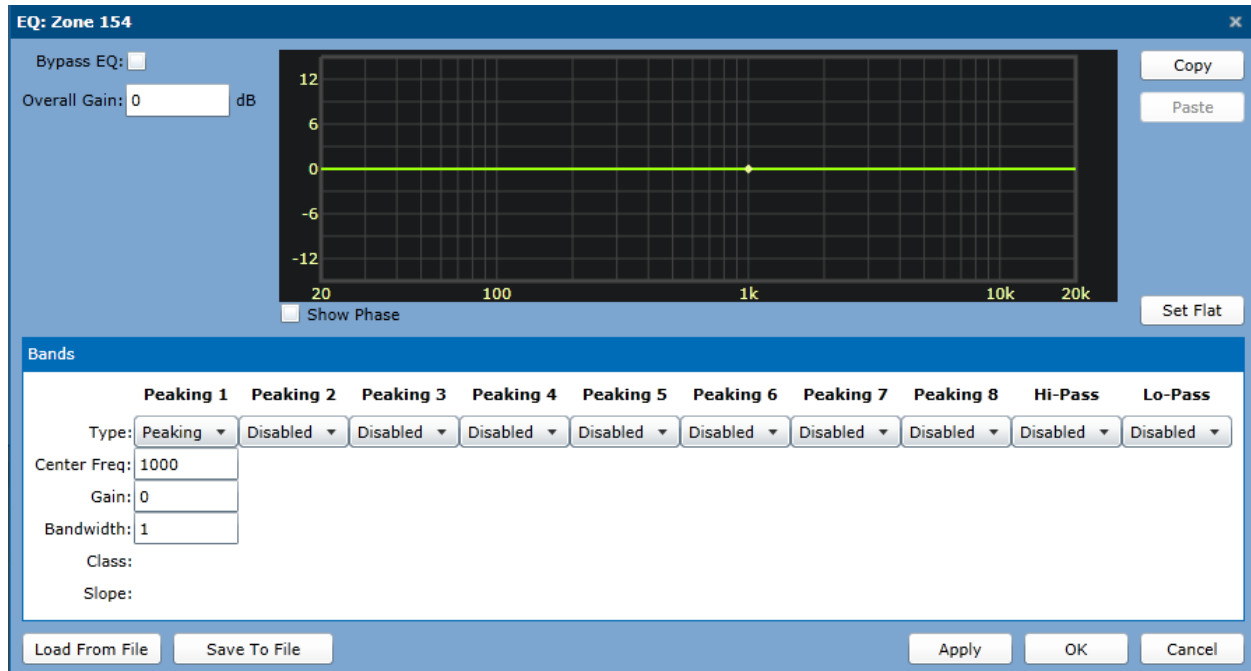 EQ: Zone 154 ×
Bypass EQ:
Overall Gain: 0 dB
12
6
0
-6
-12
20 100 1k 10k 20k
Show Phase
Copy
Paste
Set Flat
Bands
Peaking 1 Peaking 2 Peaking 3 Peaking 4 Peaking 5 Peaking 6 Peaking 7 Peaking 8 Hi-Pass Lo-Pass
Type: Peaking Disabled Disabled Disabled Disabled Disabled Disabled Disabled Disabled Disabled
Center Freq: 1000
Gain: 0
Bandwidth: 1
Class:
Slope:
Load From File Save To File Apply OK Cancel